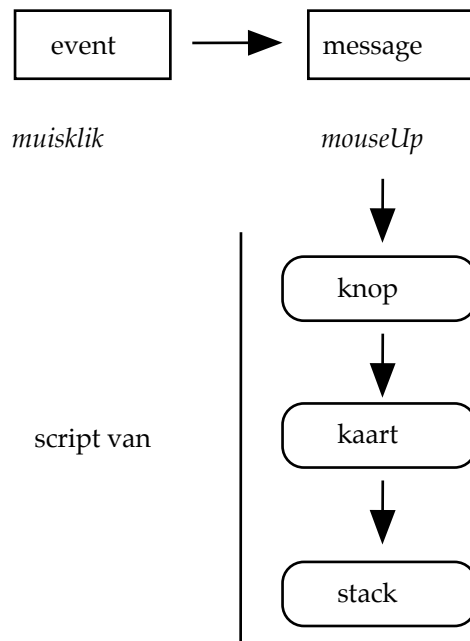 event message
muisklik mouseUp
knop
script van kaart
stack